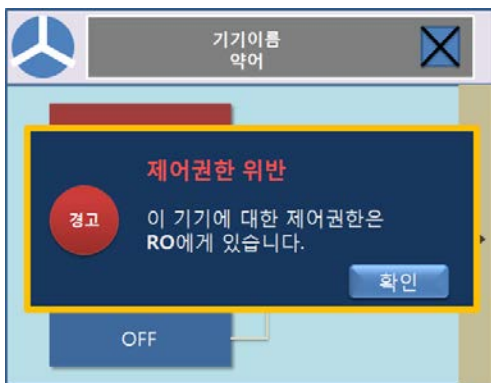 기기이름
약어
제어권한 위반
경고
이 기기에 대한 제어권한은
RO에게 있습니다.
확인
OFF